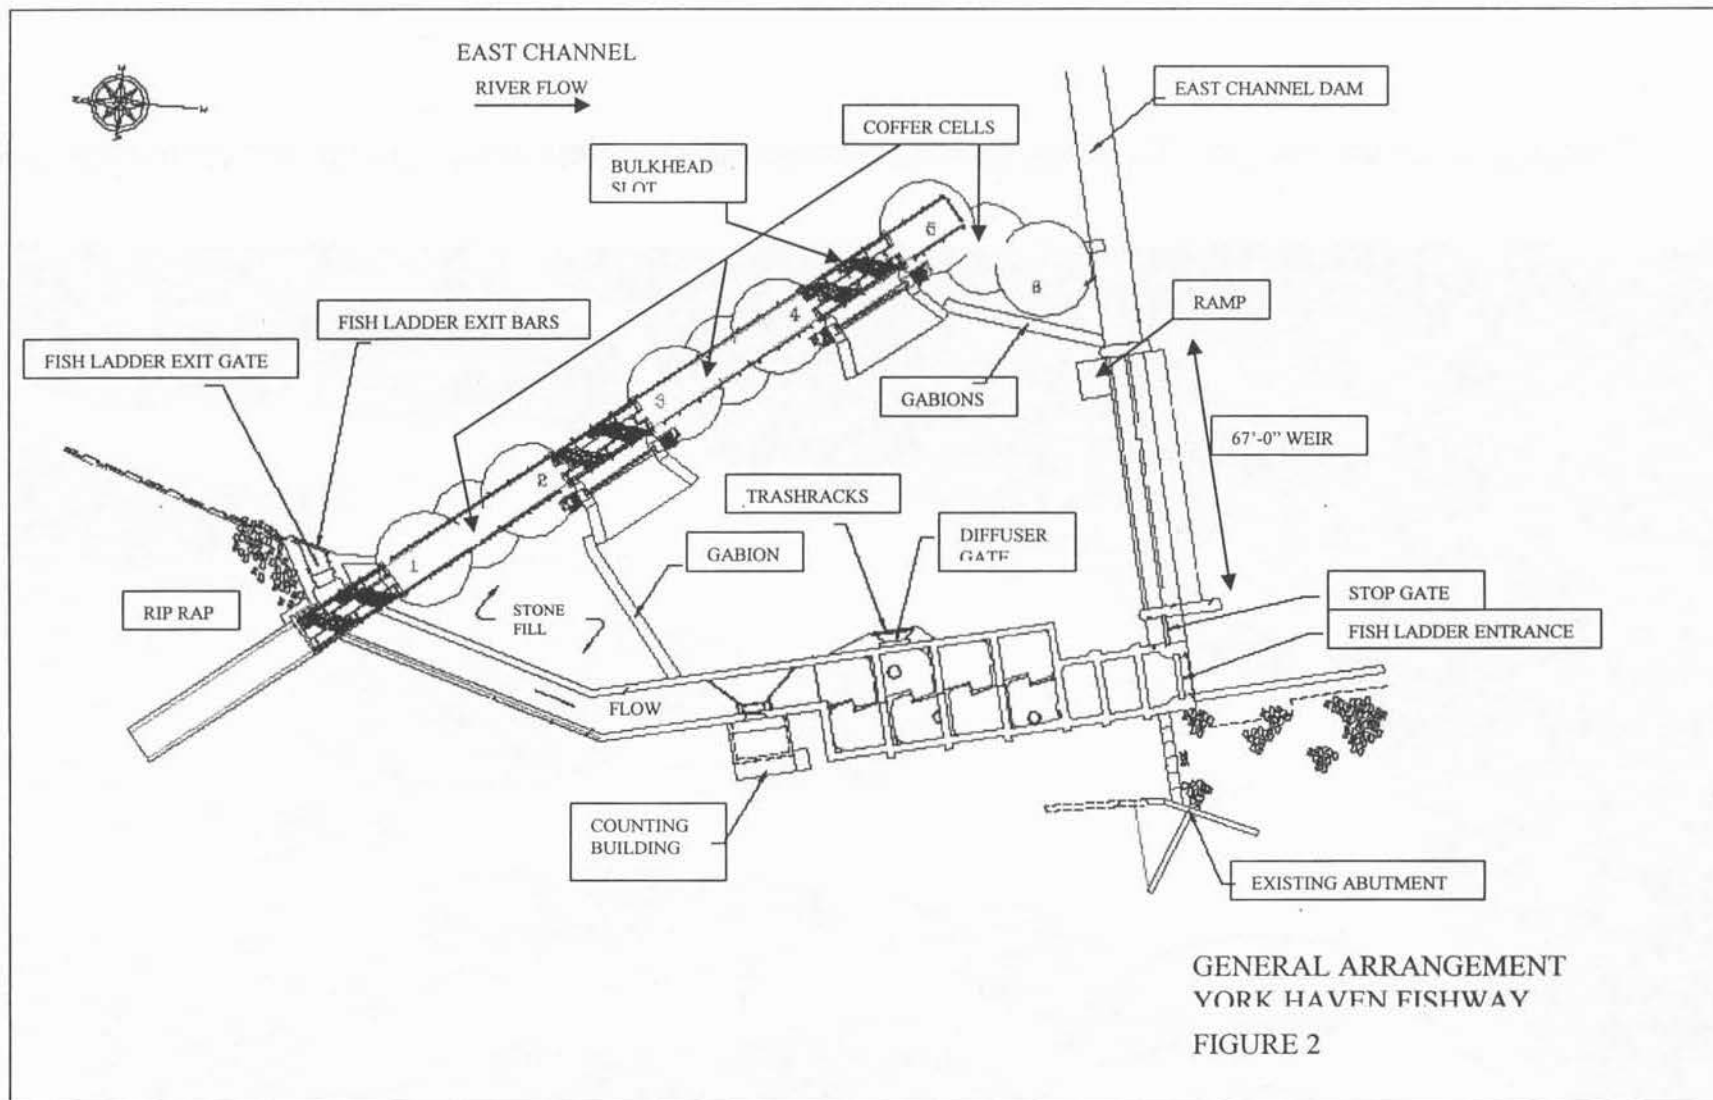 EAST CHANNEL
RIVER FLOW
EAST CHANNEL DAM
COFFER CELLS
BULKHEAD
SLOT
5
6
4
RAMP
FISH LADDER EXIT BARS
FISH LADDER EXIT GATE
GABIONS
3
67'-0" WEIR
2
TRASHRACKS
DIFFUSER
GATE
GABION
1
STONE
FILL
RIP RAP
STOP GATE
FISH LADDER ENTRANCE
FLOW
COUNTING
BUILDING
EXISTING ABUTMENT
GENERAL ARRANGEMENT
YORK HAVEN FISHWAY
FIGURE 2